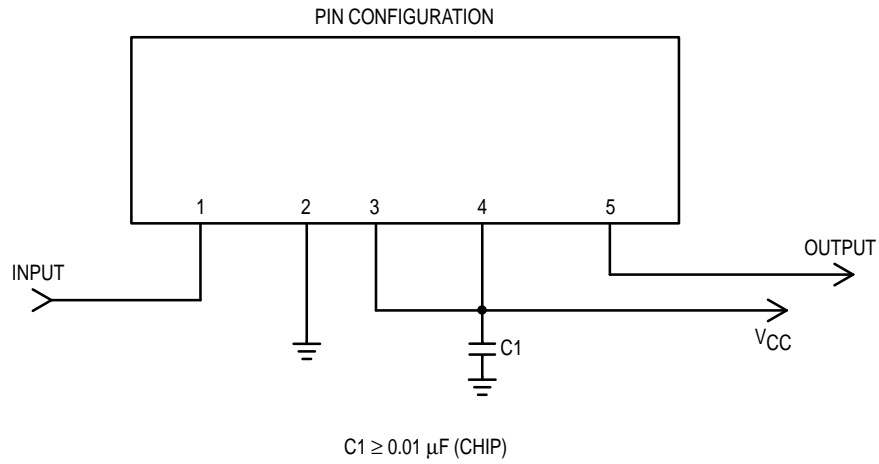 PIN CONFIGURATION
1 2 3 4 5
INPUT
OUTPUT
VCC
C1
C1 ≥ 0.01 μF (CHIP)